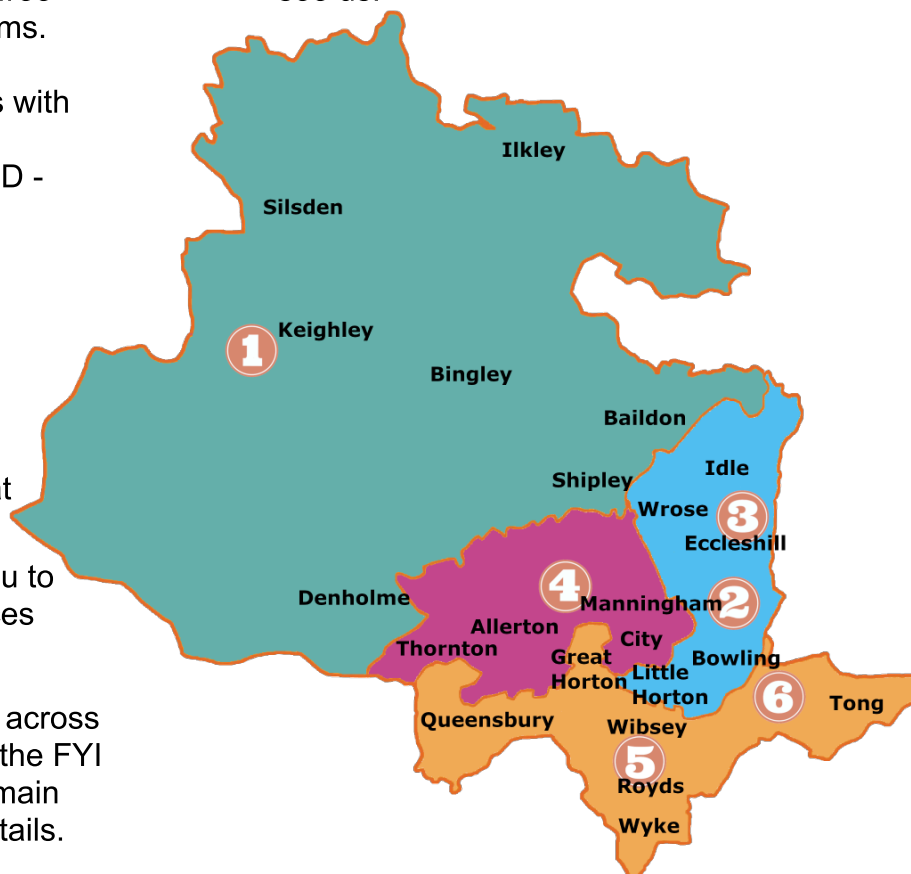 ms.
s with
D -
u to
across
the FYI
main
tails.
Ilkley
Silsden
1
Keighley
Bingley
Baildon
Shipley
Idle
Wrose
3
Eccleshill
4
Denholme
Manningham
2
Allerton
City
Thornton
Great
Horton
Little
Horton
Bowling
6
Tong
Queensbury
Wibsey
5
Royds
Wyke